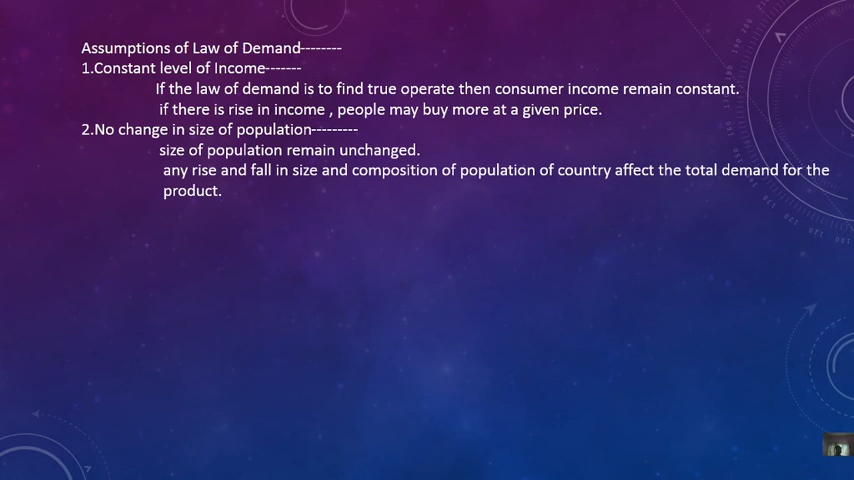 Assumptions of Law of Demand--------
1.Constant level of Income-------
If the law of demand is to find true operate then consumer income remain constant.
if there is rise in income , people may buy more at a given price.
2.No change in size of population---------
size of population remain unchanged.
any rise and fall in size and composition of population of country affect the total demand for the
product.